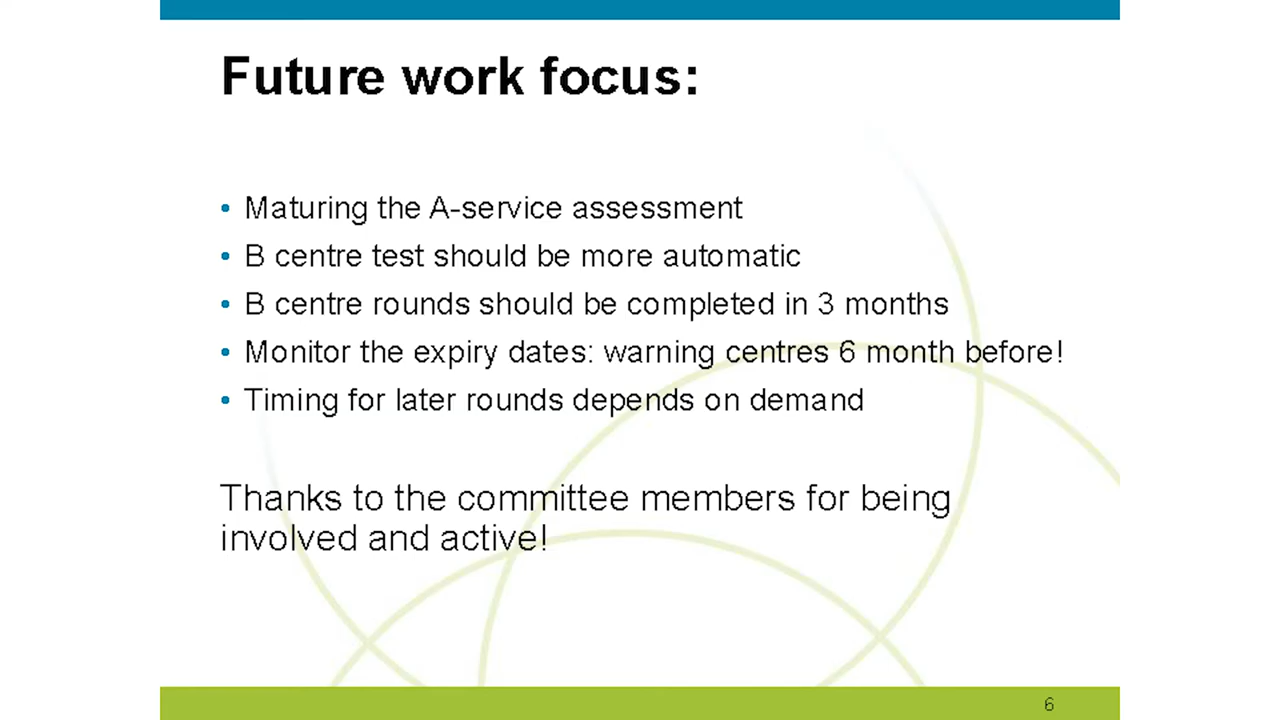 Future work focus:
• Maturing the A-service assessment
• B centre test should be more automatic
• B centre rounds should be completed in 3 months
• Monitor the expiry dates: warning centres 6 month before!
• Timing for later rounds depends on demand
Thanks to the committee members for being
involved and active!
6